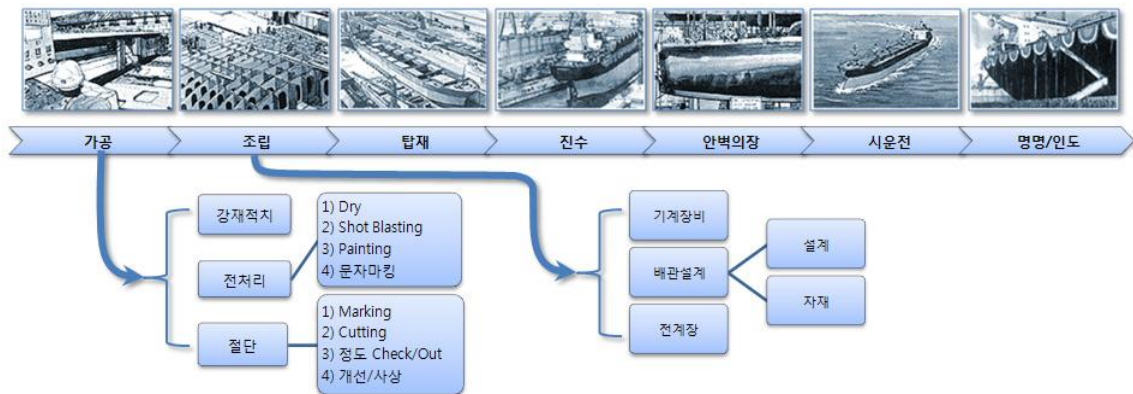 가공
조립
탑재
진수
안벽의장
시운전
명명/인도
강재적치
전처리
절단
1) Dry
2) Shot Blasting
3) Painting
4) 문자마킹
1) Marking
2) Cutting
3) 정도 Check/Out
4) 개선/사상
기계장비
배관설계
전계장
설계
자재